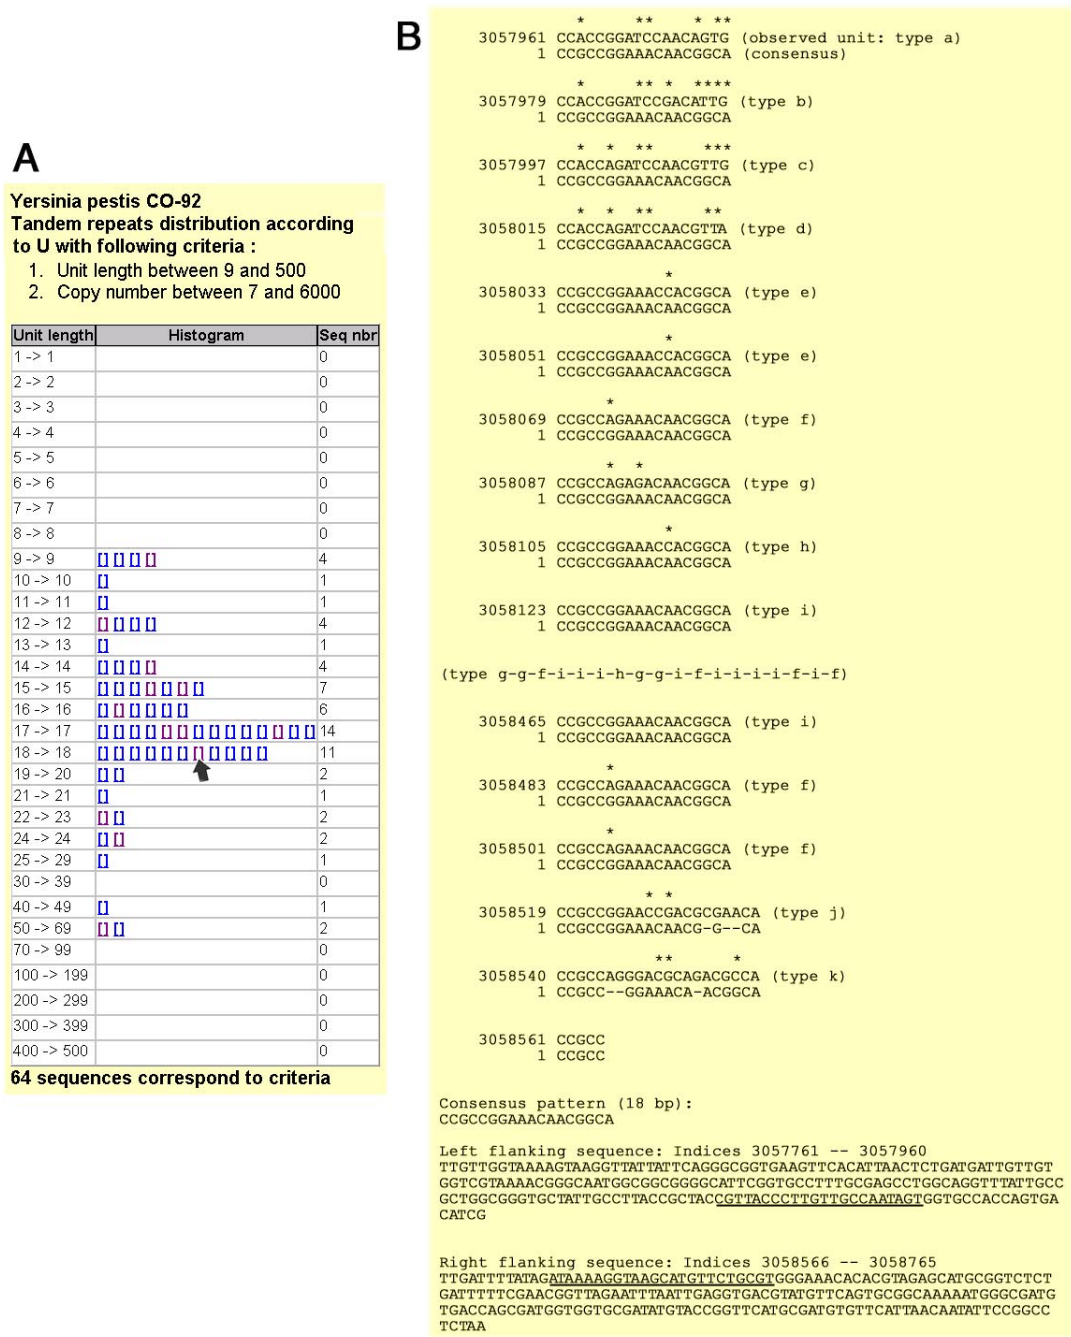 A
Yersinia pestis CO-92
Tandem repeats distribution according
to U with following criteria :
1. Unit length between 9 and 500
2. Copy number between 7 and 6000
Unit length Histogram Seq nbr
1 -> 1 0
2 -> 2 0
3 -> 3 0
4 -> 4 0
5 -> 5 0
6 -> 6 0
7 -> 7 0
8 -> 8 0
9 -> 9 [] [] [] [] 4
10 -> 10 [] 1
11 -> 11 [] 1
12 -> 12 [] [] [] [] 4
13 -> 13 [] 1
14 -> 14 [] [] [] [] 4
15 -> 15 [] [] [] [] [] [] [] 7
16 -> 16 [] [] [] [] [] [] 6
17 -> 17 [] [] [] [] [] [] [] [] [] [] [] [] [] [] 14
18 -> 18 [] [] [] [] [] [] [] [] [] [] [] 11
19 -> 20 [] [] 2
21 -> 21 [] 1
22 -> 23 [] [] 2
24 -> 24 [] [] 2
25 -> 29 [] 1
30 -> 39 0
40 -> 49 [] 1
50 -> 69 [] [] 2
70 -> 99 0
100 -> 199 0
200 -> 299 0
300 -> 399 0
400 -> 500 0
64 sequences correspond to criteria
B
* ** * **
3057961 CCACCGGATCCAACAGTG (observed unit: type a)
1 CCGCCGGAAACAACGGCA (consensus)
* ** * ****
3057979 CCACCGGATCCGACATTG (type b)
1 CCGCCGGAAACAACGGCA
* * ** ***
3057997 CCACCAGATCCAACGTTG (type c)
1 CCGCCGGAAACAACGGCA
* * ** **
3058015 CCACCAGATCCAACGTTA (type d)
1 CCGCCGGAAACAACGGCA
*
3058033 CCGCCGGAAACCACGGCA (type e)
1 CCGCCGGAAACAACGGCA
*
3058051 CCGCCGGAAACCACGGCA (type e)
1 CCGCCGGAAACAACGGCA
*
3058069 CCGCCAGAAACAACGGCA (type f)
1 CCGCCGGAAACAACGGCA
* *
3058087 CCGCCAGAGACAACGGCA (type g)
1 CCGCCGGAAACAACGGCA
*
3058105 CCGCCGGAAACCACGGCA (type h)
1 CCGCCGGAAACAACGGCA
3058123 CCGCCGGAAACAACGGCA (type i)
1 CCGCCGGAAACAACGGCA
(type g-g-f-i-i-i-h-g-g-i-f-i-i-i-i-f-i-f)
3058465 CCGCCGGAAACAACGGCA (type i)
1 CCGCCGGAAACAACGGCA
*
3058483 CCGCCAGAAACAACGGCA (type f)
1 CCGCCGGAAACAACGGCA
*
3058501 CCGCCAGAAACAACGGCA (type f)
1 CCGCCGGAAACAACGGCA
* *
3058519 CCGCCGGAACCGACGCGAACA (type j)
1 CCGCCGGAAACAACG-G--CA
** *
3058540 CCGCCAGGGACGCAGACGCCA (type k)
1 CCGCC--GGAAACA-ACGGCA
3058561 CCGCC
1 CCGCC
Consensus pattern (18 bp):
CCGCCGGAAACAACGGCA
Left flanking sequence: Indices 3057761 -- 3057960
TTGTTGGTAAAAGTAAGGTTATTATTCAGGGCGGTGAAGTTCACATTAACTCTGATGATTGTTGT
GGTCGTAAAACGGGCAATGGCGGCGGGGCATTCGGTGCCTTTGCGAGCCTGGCAGGTTTATTGCC
GCTGGCGGGTGCTATTGCCTTACCGCTACCGTTACCCTTGTTGCCAATAGTGGTGCCACCAGTGA
CATCG
Right flanking sequence: Indices 3058566 -- 3058765
TTGATTTTATAGATAAAAGGTAAGCATGTTCTGCGTGGGAAACACACGTAGAGCATGCGGTCTCT
GATTTTTCGAACGGTTAGAATTTAATTGAGGTGACGTATGTTCAGTGCGGCAAAAATGGGCGATG
TGACCAGCGATGGTGGTGCGATATGTACCGGTTCATGCGATGTGTTCATTAACAATATTCCGGCC
TCTAA